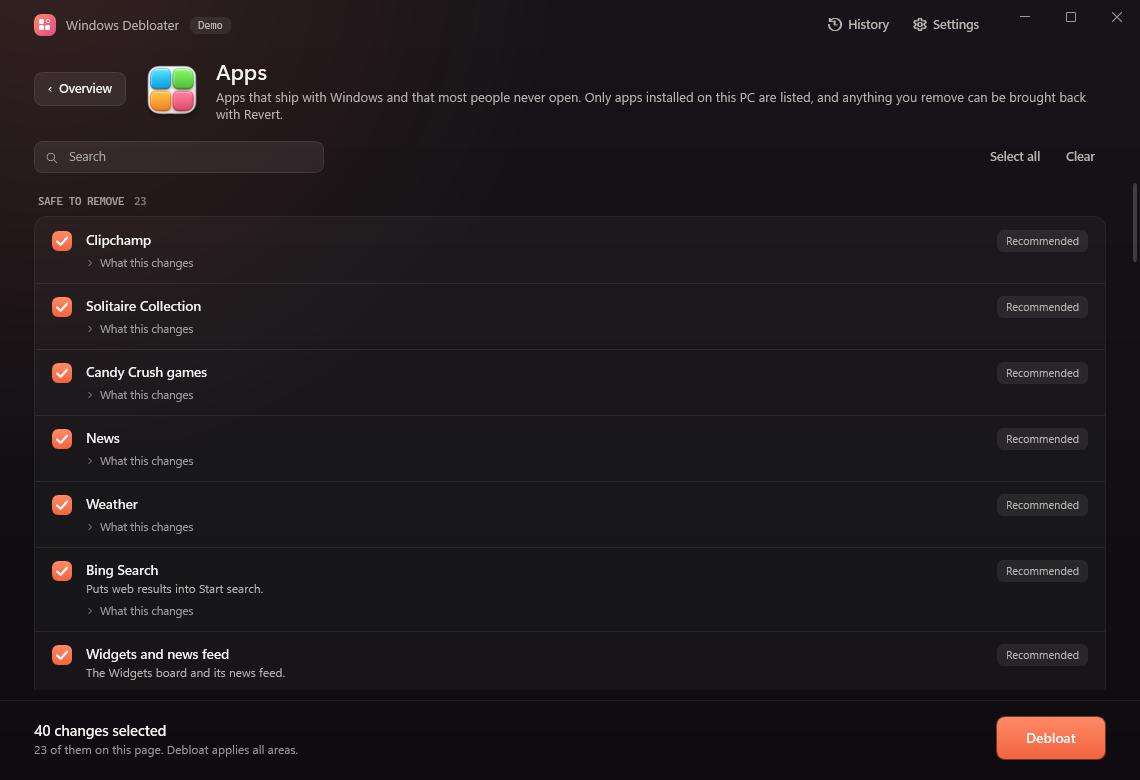 Windows Debloater Demo
History Settings
‹ Overview
Apps
Apps that ship with Windows and that most people never open. Only apps installed on this PC are listed, and anything you remove can be brought back
with Revert.
Search
Select all Clear
SAFE TO REMOVE 23
Clipchamp Recommended
What this changes
Solitaire Collection Recommended
What this changes
Candy Crush games Recommended
What this changes
News Recommended
What this changes
Weather Recommended
What this changes
Bing Search Recommended
Puts web results into Start search.
What this changes
Widgets and news feed Recommended
The Widgets board and its news feed.
40 changes selected
23 of them on this page. Debloat applies all areas.
Debloat